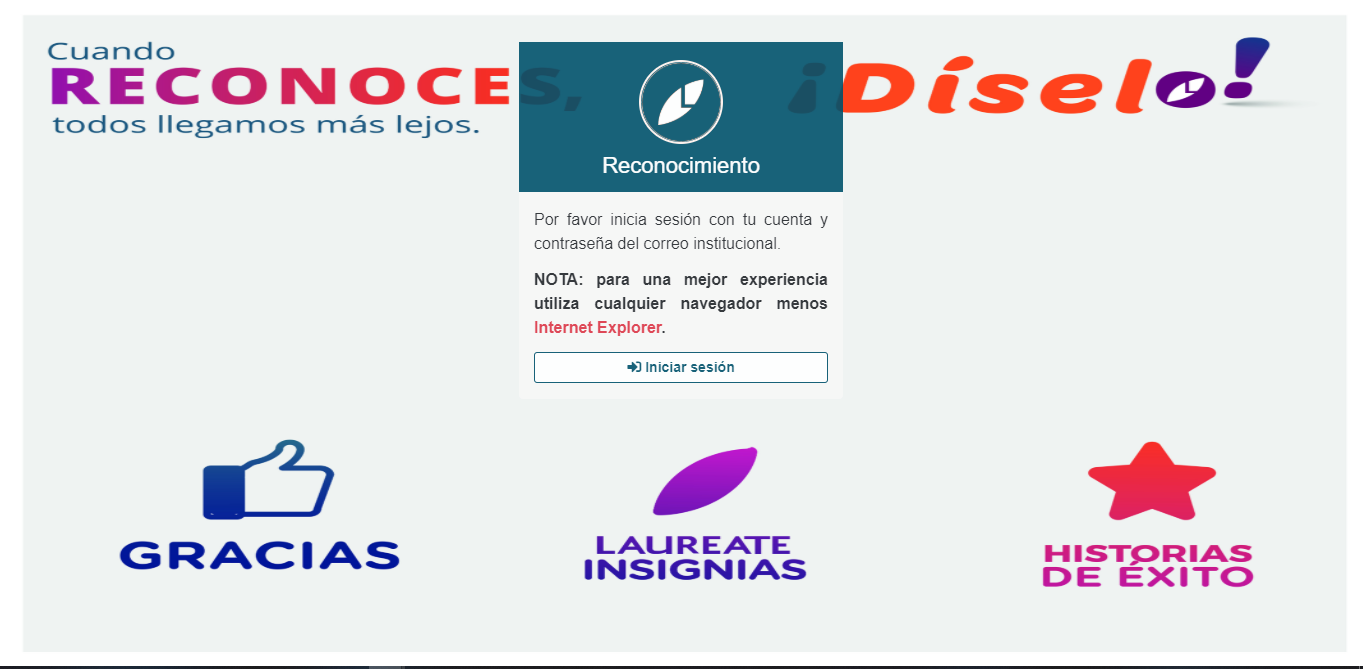 Cuando
RECONOCES,
todos llegamos más lejos.
¡Díselo!
Reconocimiento
Por favor inicia sesión con tu cuenta y
contraseña del correo institucional.
NOTA: para una mejor experiencia
utiliza cualquier navegador menos
Internet Explorer.
Iniciar sesión
GRACIAS
LAUREATE
INSIGNIAS
HISTORIAS
DE ÉXITO